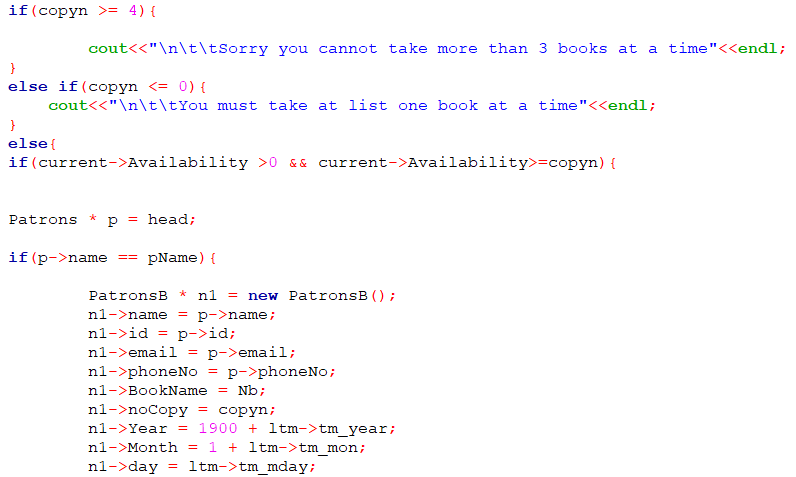 if(copyn >= 4){
cout<<"\n\t\tSorry you cannot take more than 3 books at a time"<<endl;
}
else if(copyn <= 0){
cout<<"\n\t\tYou must take at list one book at a time"<<endl;
}
else{
if(current->Availability >0 && current->Availability>=copyn){
Patrons * p = head;
if(p->name == pName){
PatronsB * n1 = new PatronsB();
n1->name = p->name;
n1->id = p->id;
n1->email = p->email;
n1->phoneNo = p->phoneNo;
n1->BookName = Nb;
n1->noCopy = copyn;
n1->Year = 1900 + ltm->tm_year;
n1->Month = 1 + ltm->tm_mon;
n1->day = ltm->tm_mday;